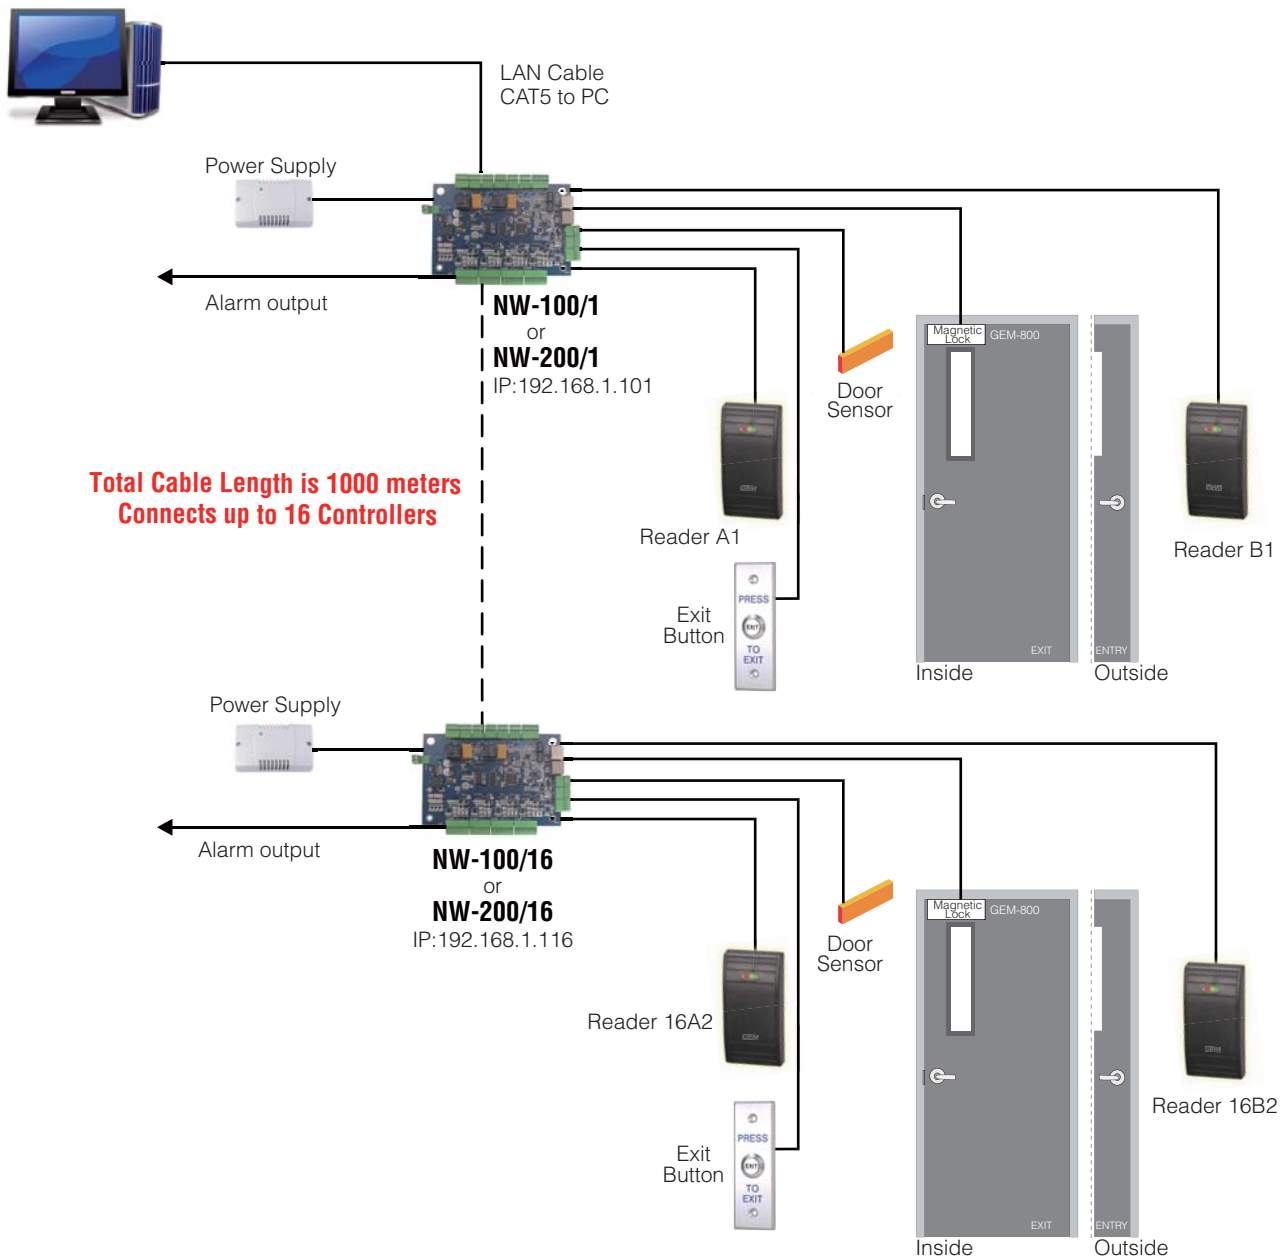 LAN Cable
CAT5 to PC
Power Supply
Alarm output
NW-100/1
or
NW-200/1
IP:192.168.1.101
Magnetic
Lock
GEM-800
Door
Sensor
Total Cable Length is 1000 meters
Connects up to 16 Controllers
Reader A1
Reader B1
PRESS
EXIT
TO
EXIT
Exit
Button
EXIT
ENTRY
Inside
Outside
Power Supply
Alarm output
NW-100/16
or
NW-200/16
IP:192.168.1.116
Magnetic
Lock
GEM-800
Door
Sensor
Reader 16A2
Reader 16B2
PRESS
EXIT
TO
EXIT
Exit
Button
EXIT
ENTRY
Inside
Outside